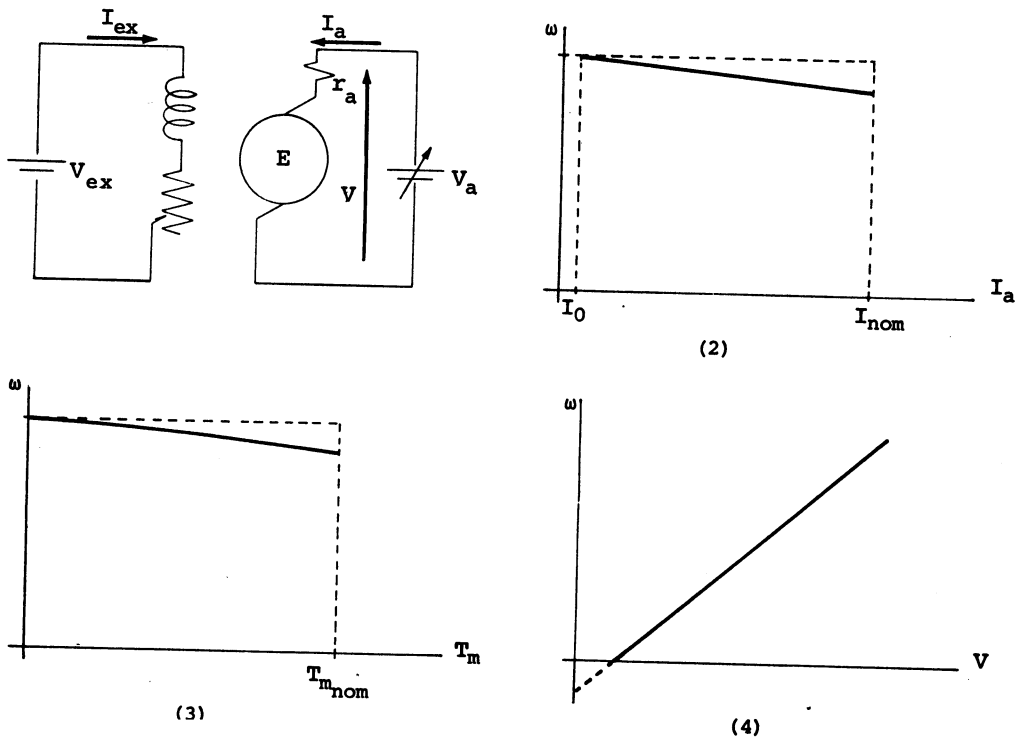 I_ex
I_a
r_a
E
V
V_ex
V_a
ω
I_0
I_nom
I_a
(2)
ω
T_m_nom
T_m
(3)
ω
V
(4)